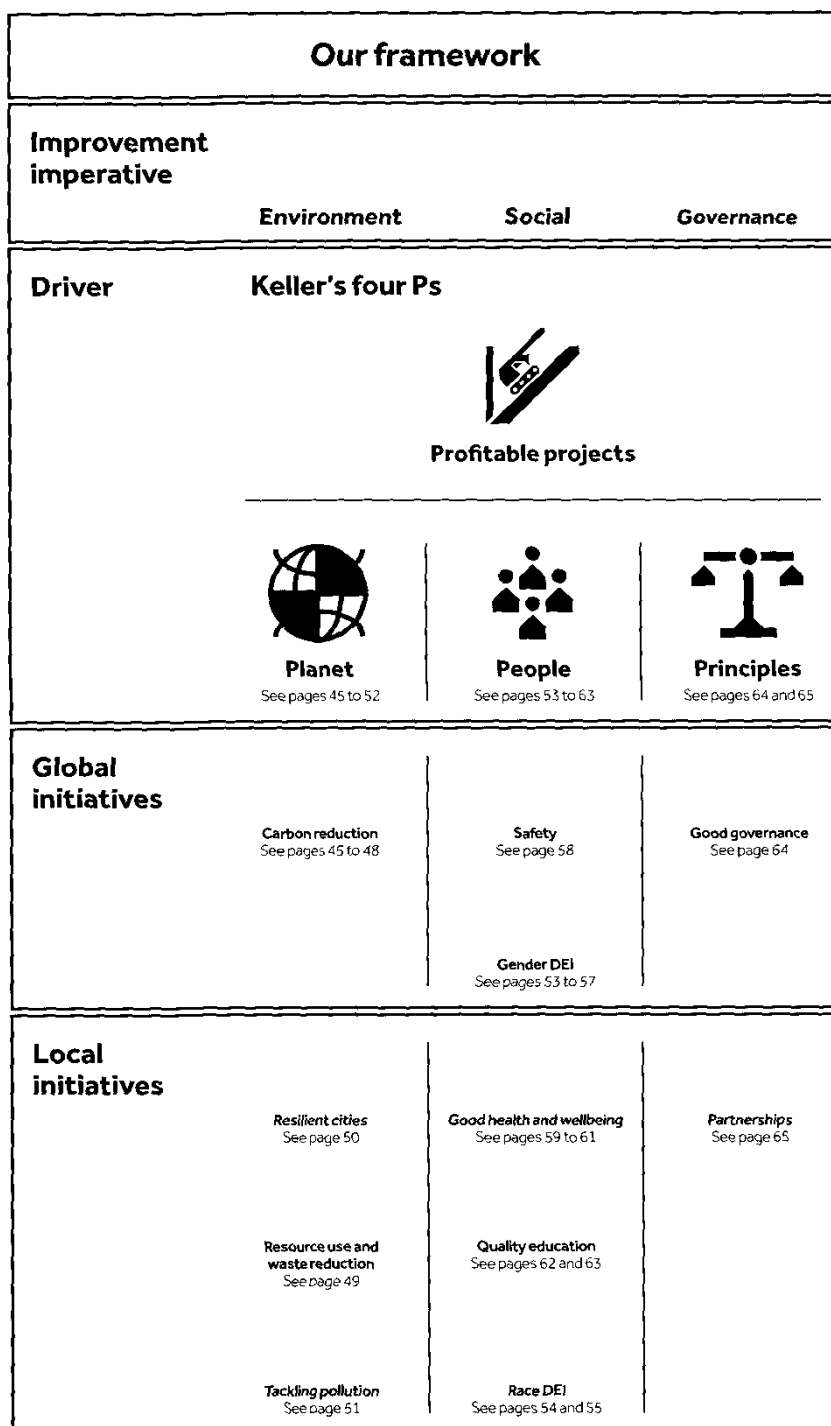 Our framework
Improvement
imperative
Environment Social Governance
Driver Keller's four Ps
Profitable projects
Planet People Principles
See pages 45 to 52 See pages 53 to 63 See pages 64 and 65
Global
initiatives
Carbon reduction Safety Good governance
See pages 45 to 48 See page 58 See page 64
Gender DEI
See pages 53 to 57
Local
initiatives
Resilient cities Good health and wellbeing Partnerships
See page 50 See pages 59 to 61 See page 65
Resource use and Quality education
waste reduction See pages 62 and 63
See page 49
Tackling pollution Race DEI
See page 51 See pages 54 and 55